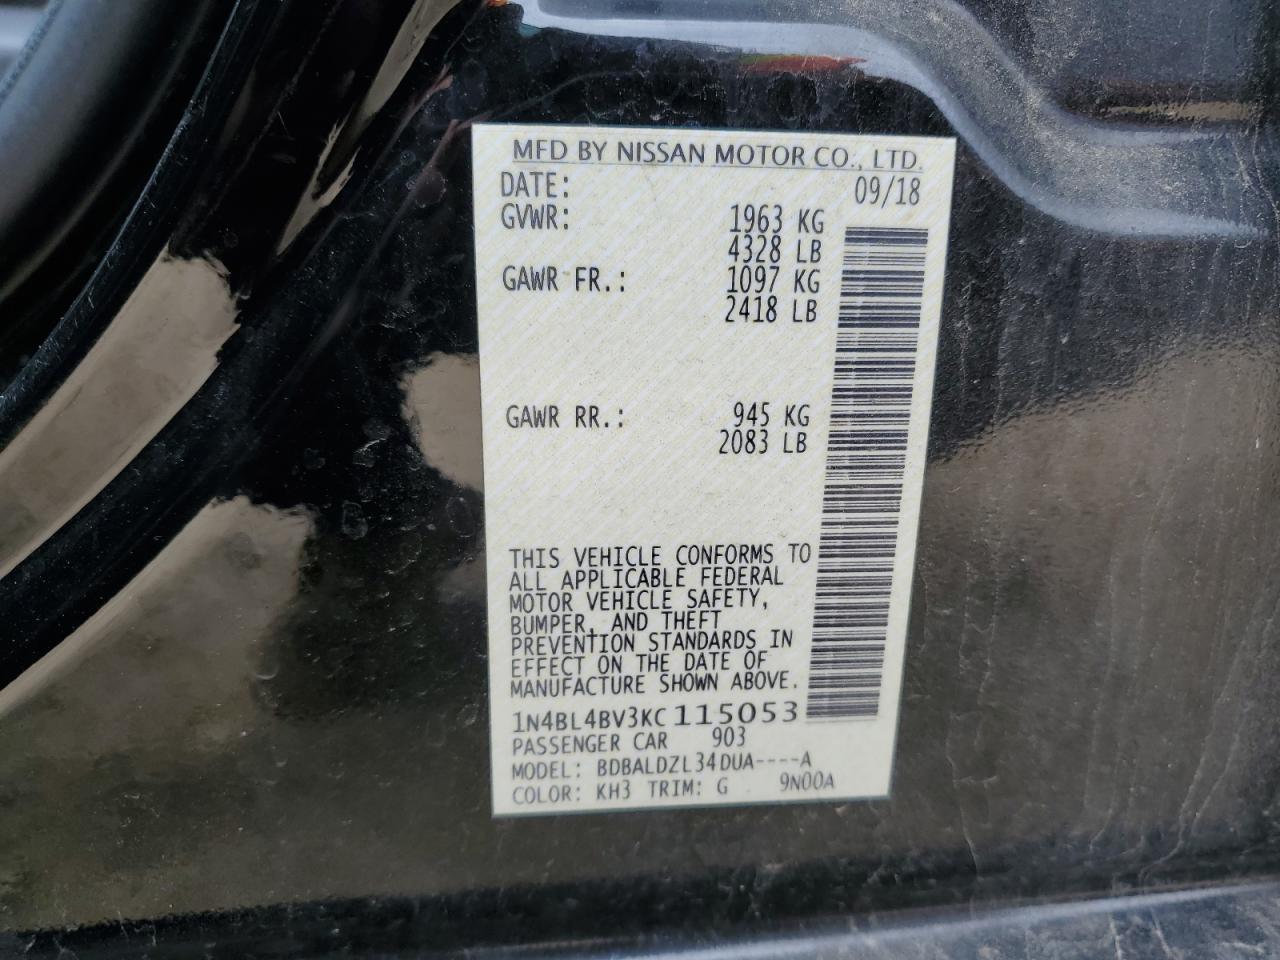 MFD BY NISSAN MOTOR CO., LTD.
DATE: 09/18
GVWR: 1963 KG
4328 LB
GAWR FR.: 1097 KG
2418 LB
GAWR RR.: 945 KG
2083 LB
THIS VEHICLE CONFORMS TO
ALL APPLICABLE FEDERAL
MOTOR VEHICLE SAFETY,
BUMPER, AND THEFT
PREVENTION STANDARDS IN
EFFECT ON THE DATE OF
MANUFACTURE SHOWN ABOVE.
1N4BL4BV3KC115053
PASSENGER CAR 903
MODEL: BDBALDZL34DUA----A
COLOR: KH3 TRIM: G 9N00A